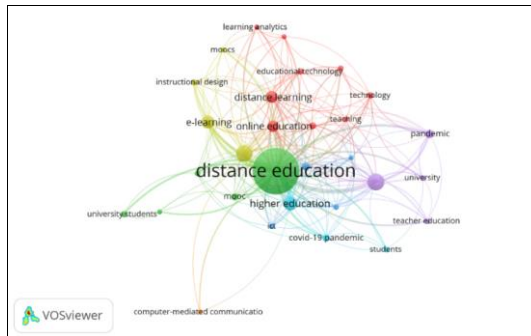 learning analytics
moocs
educational technology
instructional design
distance learning
technology
e-learning
online education
teaching
pandemic
distance education
university
mooc
higher education
university students
teacher education
ict
covid-19 pandemic
students
computer-mediated communicatio
VOSviewer